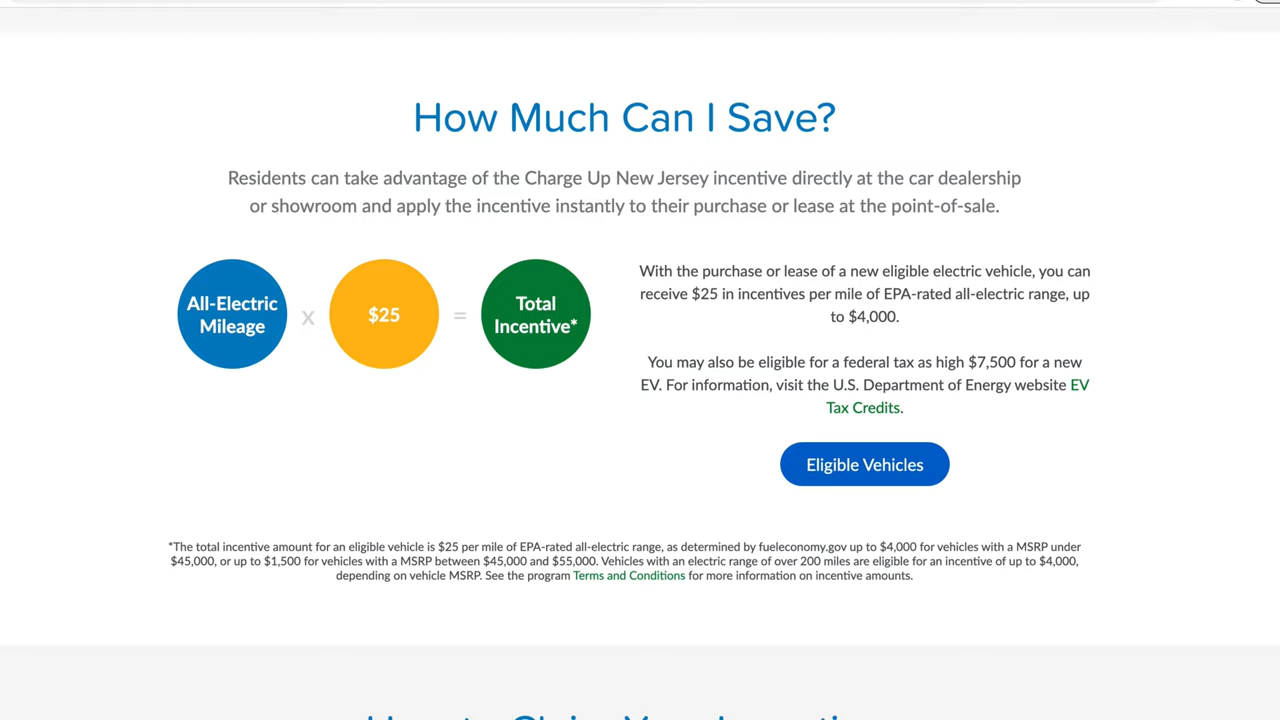 How Much Can I Save?
Residents can take advantage of the Charge Up New Jersey incentive directly at the car dealership
or showroom and apply the incentive instantly to their purchase or lease at the point-of-sale.
All-Electric
Mileage
x
$25
=
Total
Incentive*
With the purchase or lease of a new eligible electric vehicle, you can
receive $25 in incentives per mile of EPA-rated all-electric range, up
to $4,000.
You may also be eligible for a federal tax as high $7,500 for a new
EV. For information, visit the U.S. Department of Energy website EV
Tax Credits.
Eligible Vehicles
*The total incentive amount for an eligible vehicle is $25 per mile of EPA-rated all-electric range, as determined by fueleconomy.gov up to $4,000 for vehicles with a MSRP under
$45,000, or up to $1,500 for vehicles with a MSRP between $45,000 and $55,000. Vehicles with an electric range of over 200 miles are eligible for an incentive of up to $4,000,
depending on vehicle MSRP. See the program Terms and Conditions for more information on incentive amounts.